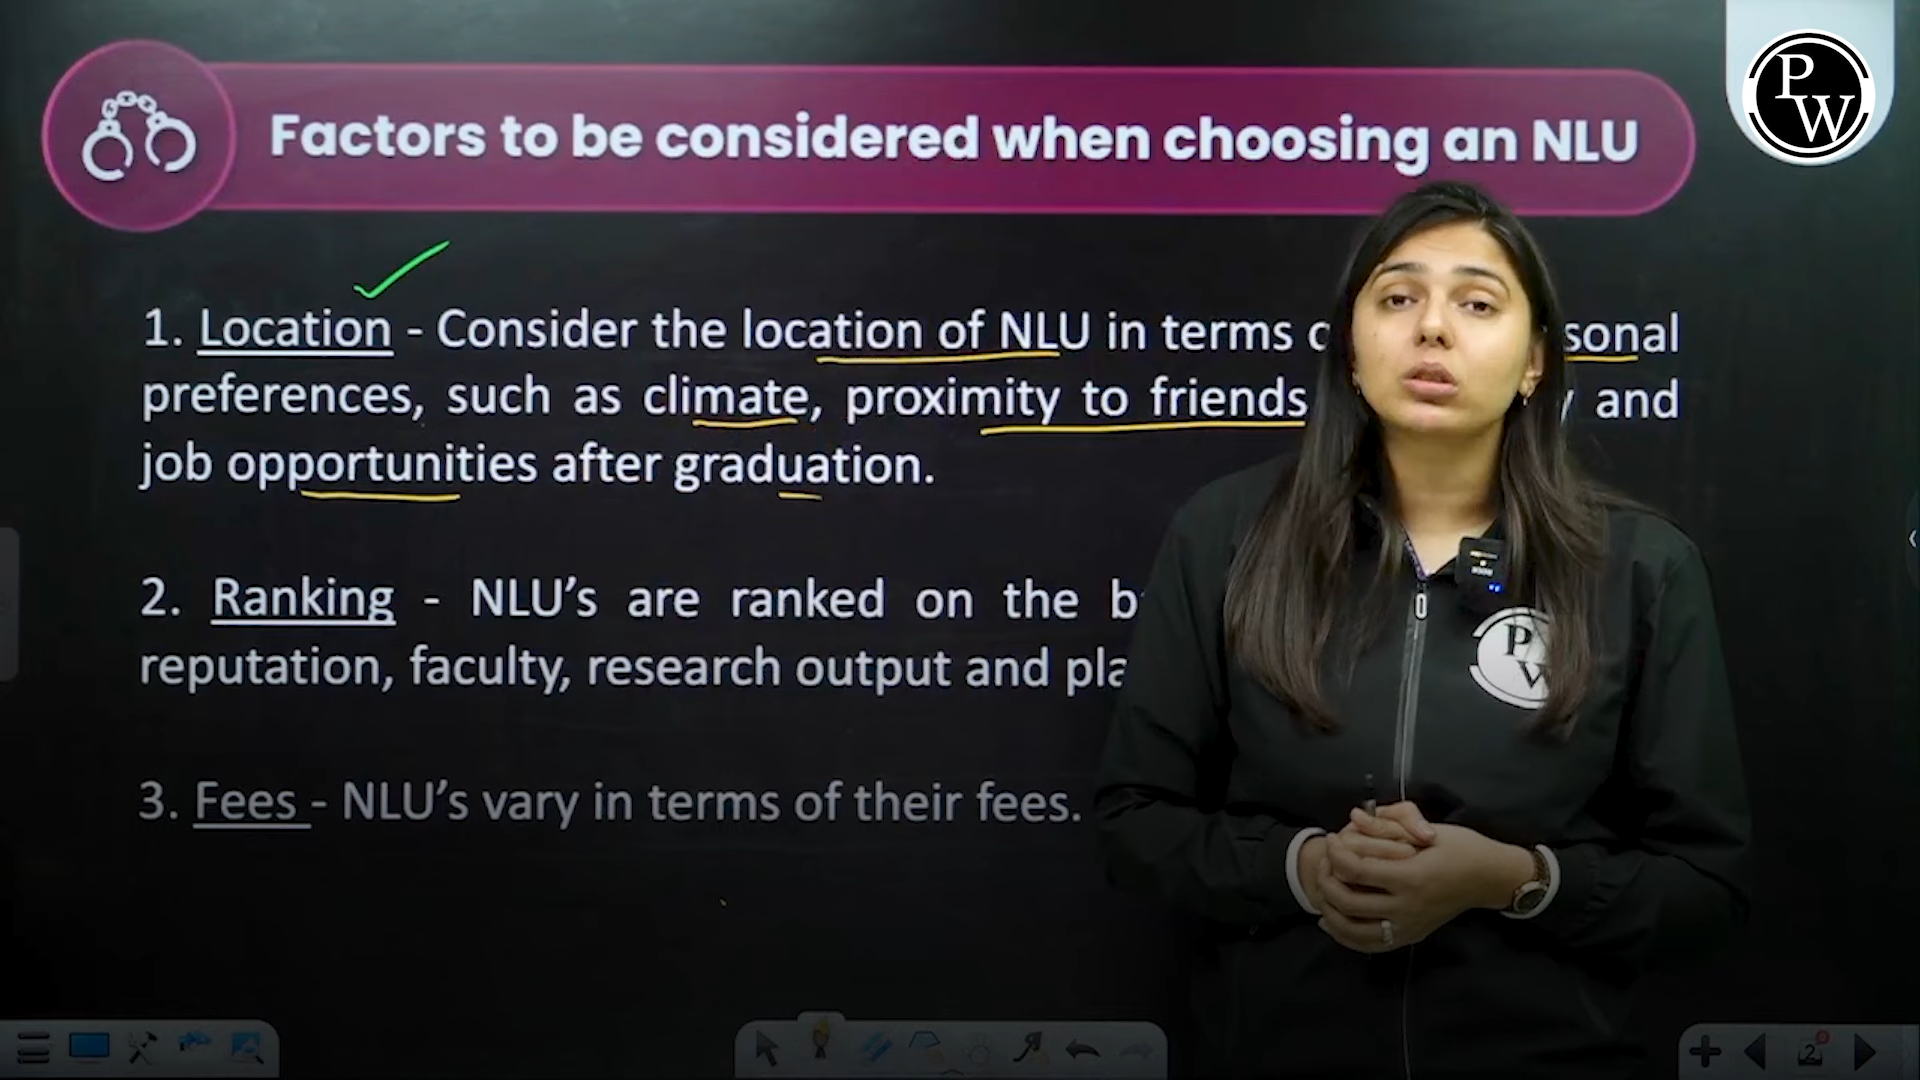 P
W
Factors to be considered when choosing an NLU
1. Location - Consider the location of NLU in terms
preferences, such as climate, proximity to friends and
job opportunities after graduation.
2. Ranking - NLU’s are ranked on the
reputation, faculty, research output and
3. Fees - NLU’s vary in terms of their fees.
P
W
2